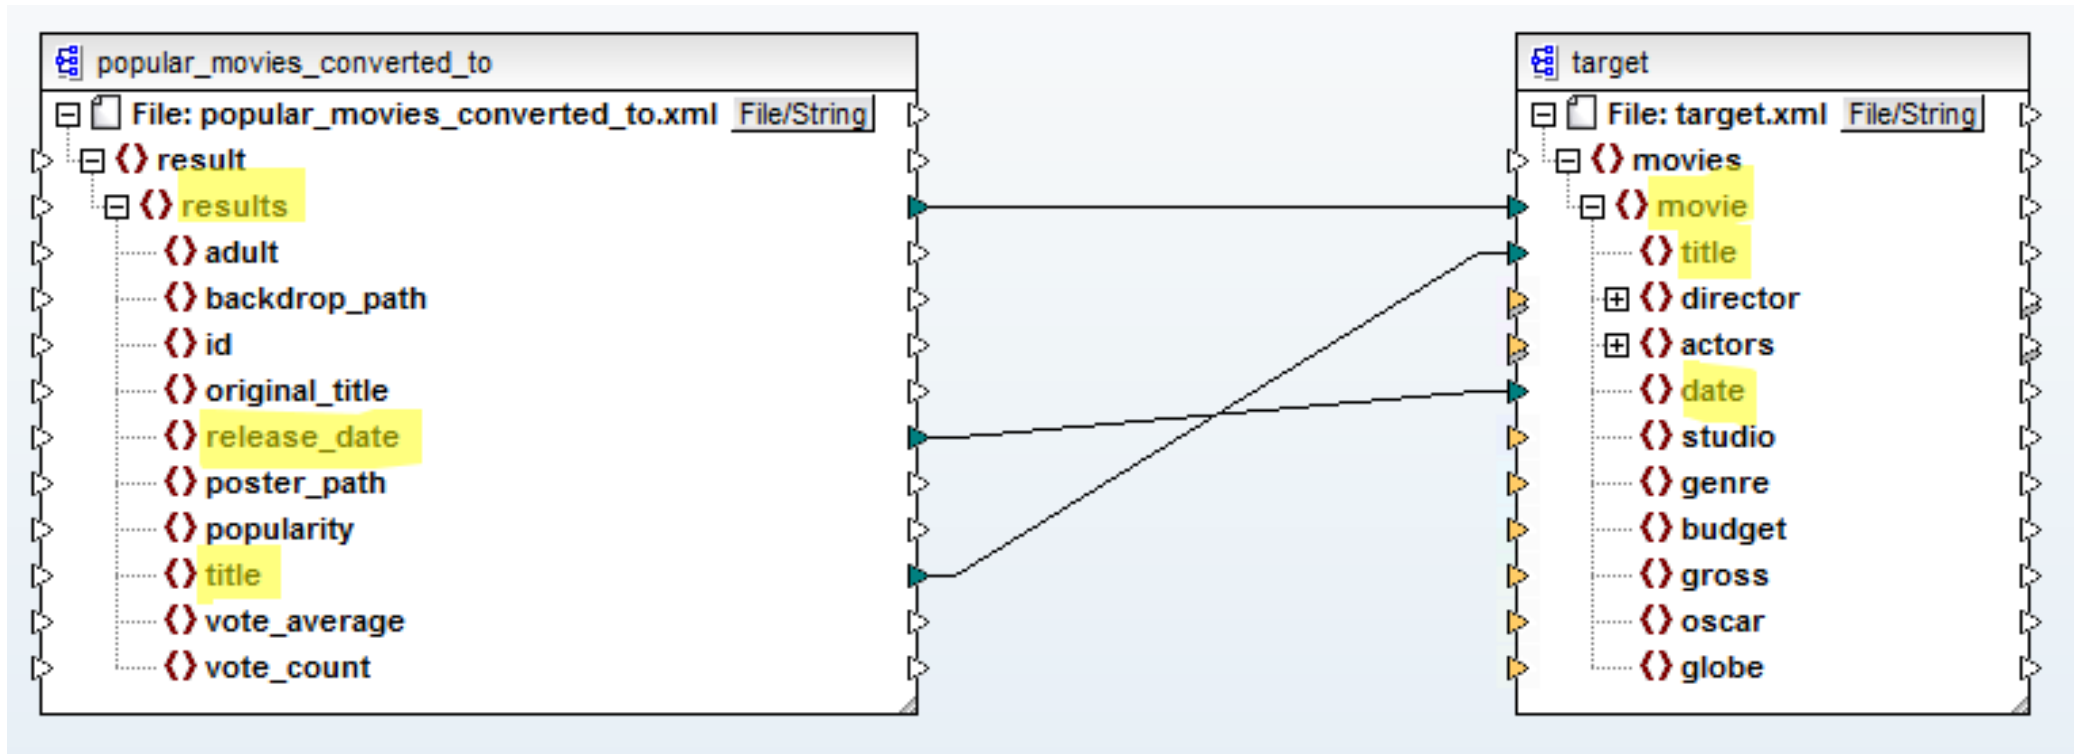 popular_movies_converted_to
File: popular_movies_converted_to.xml File/String
result
results
adult
backdrop_path
id
original_title
release_date
poster_path
popularity
title
vote_average
vote_count
target
File: target.xml File/String
movies
movie
title
director
actors
date
studio
genre
budget
gross
oscar
globe